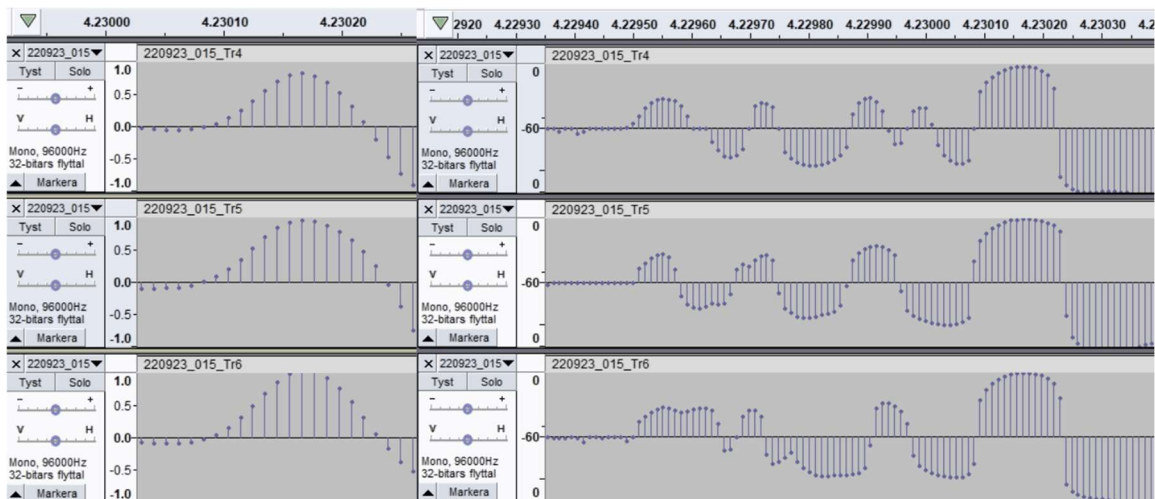 4.23000 4.23010 4.23020
2920 4.22930 4.22940 4.22950 4.22960 4.22970 4.22980 4.22990 4.23000 4.23010 4.23020 4.23030 4.2
× 220923_015▼ 220923_015_Tr4
Tyst Solo
- +
V H
Mono, 96000Hz
32-bitars flyttal
Markera
1.0
0.5-
0.0-
-0.5-
-1.0
× 220923_015▼ 220923_015_Tr4
Tyst Solo
- +
V H
Mono, 96000Hz
32-bitars flyttal
Markera
0
-60-
0
× 220923_015▼ 220923_015_Tr5
Tyst Solo
- +
V H
Mono, 96000Hz
32-bitars flyttal
Markera
1.0
0.5-
0.0-
-0.5-
-1.0
× 220923_015▼ 220923_015_Tr5
Tyst Solo
- +
V H
Mono, 96000Hz
32-bitars flyttal
Markera
0
-60-
0
× 220923_015▼ 220923_015_Tr6
Tyst Solo
- +
V H
Mono, 96000Hz
32-bitars flyttal
Markera
1.0
0.5-
0.0-
-0.5-
-1.0
× 220923_015▼ 220923_015_Tr6
Tyst Solo
- +
V H
Mono, 96000Hz
32-bitars flyttal
Markera
0
-60-
0